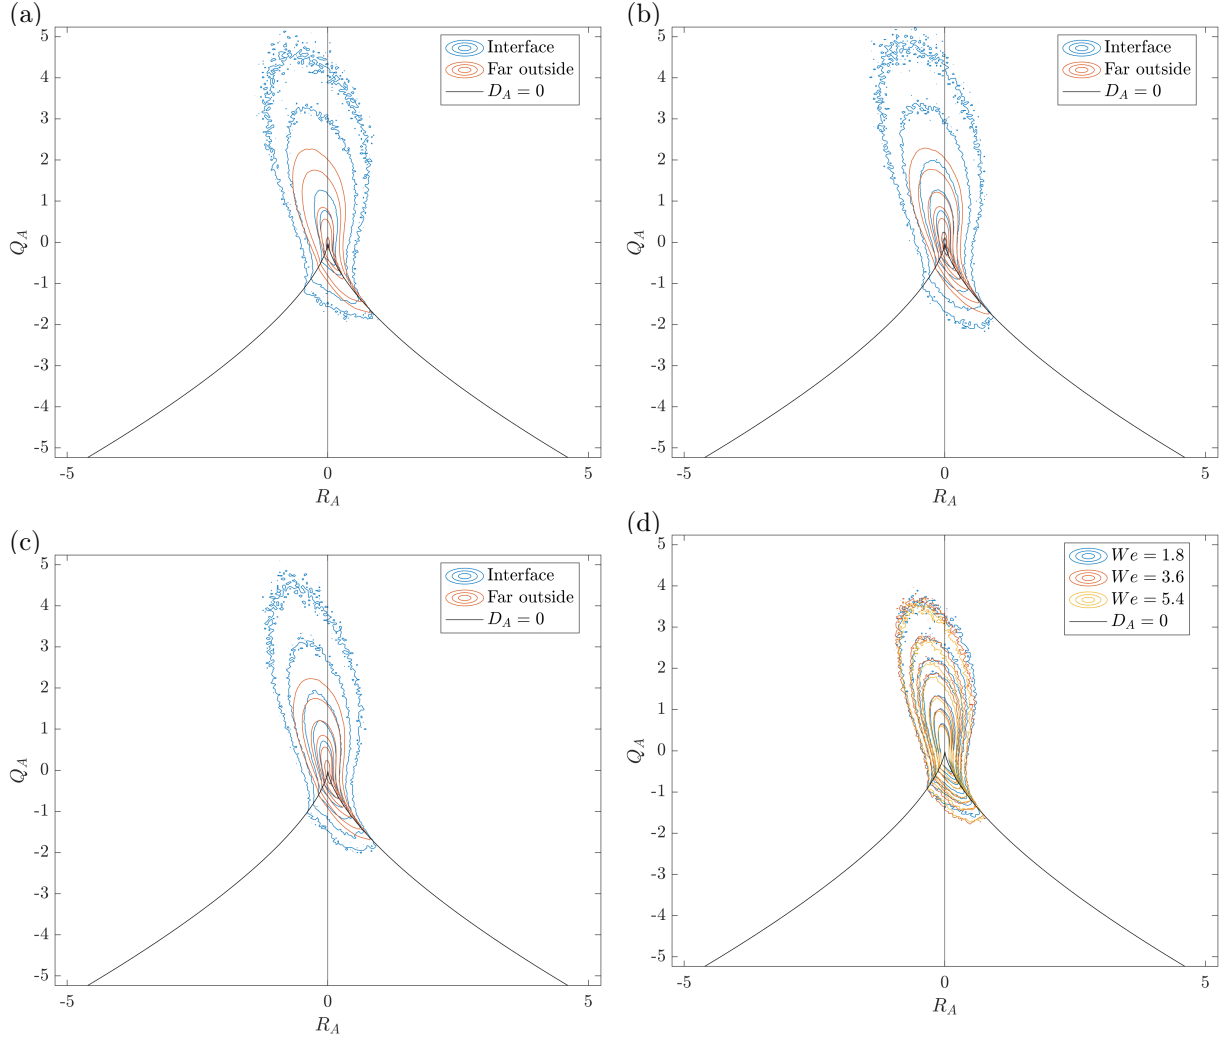 (a)
5
4
3
2
1
0
-1
-2
-3
-4
-5
Q_A
-5 0 5
R_A
Interface
Far outside
D_A = 0
(b)
5
4
3
2
1
0
-1
-2
-3
-4
-5
Q_A
-5 0 5
R_A
Interface
Far outside
D_A = 0
(c)
5
4
3
2
1
0
-1
-2
-3
-4
-5
Q_A
-5 0 5
R_A
Interface
Far outside
D_A = 0
(d)
5
4
3
2
1
0
-1
-2
-3
-4
-5
Q_A
-5 0 5
R_A
We = 1.8
We = 3.6
We = 5.4
D_A = 0